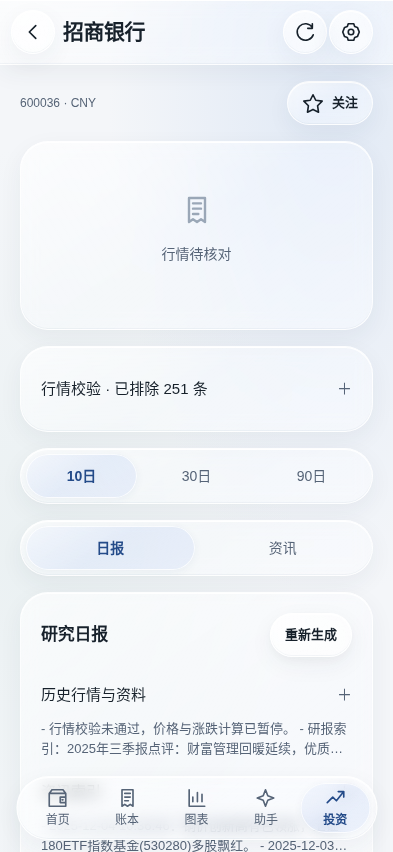 招商银行
600036 · CNY
关注
行情待核对
行情校验 · 已排除 251 条
10日
30日
90日
日报
资讯
研究日报
重新生成
历史行情与资料
- 行情校验未通过，价格与涨跌计算已暂停。 - 研报索
引：2025年三季报点评：财富管理回暖延续，优质…
180ETF指数基金(530280)多股飘红。 - 2025-12-03…
首页
账本
图表
助手
投资